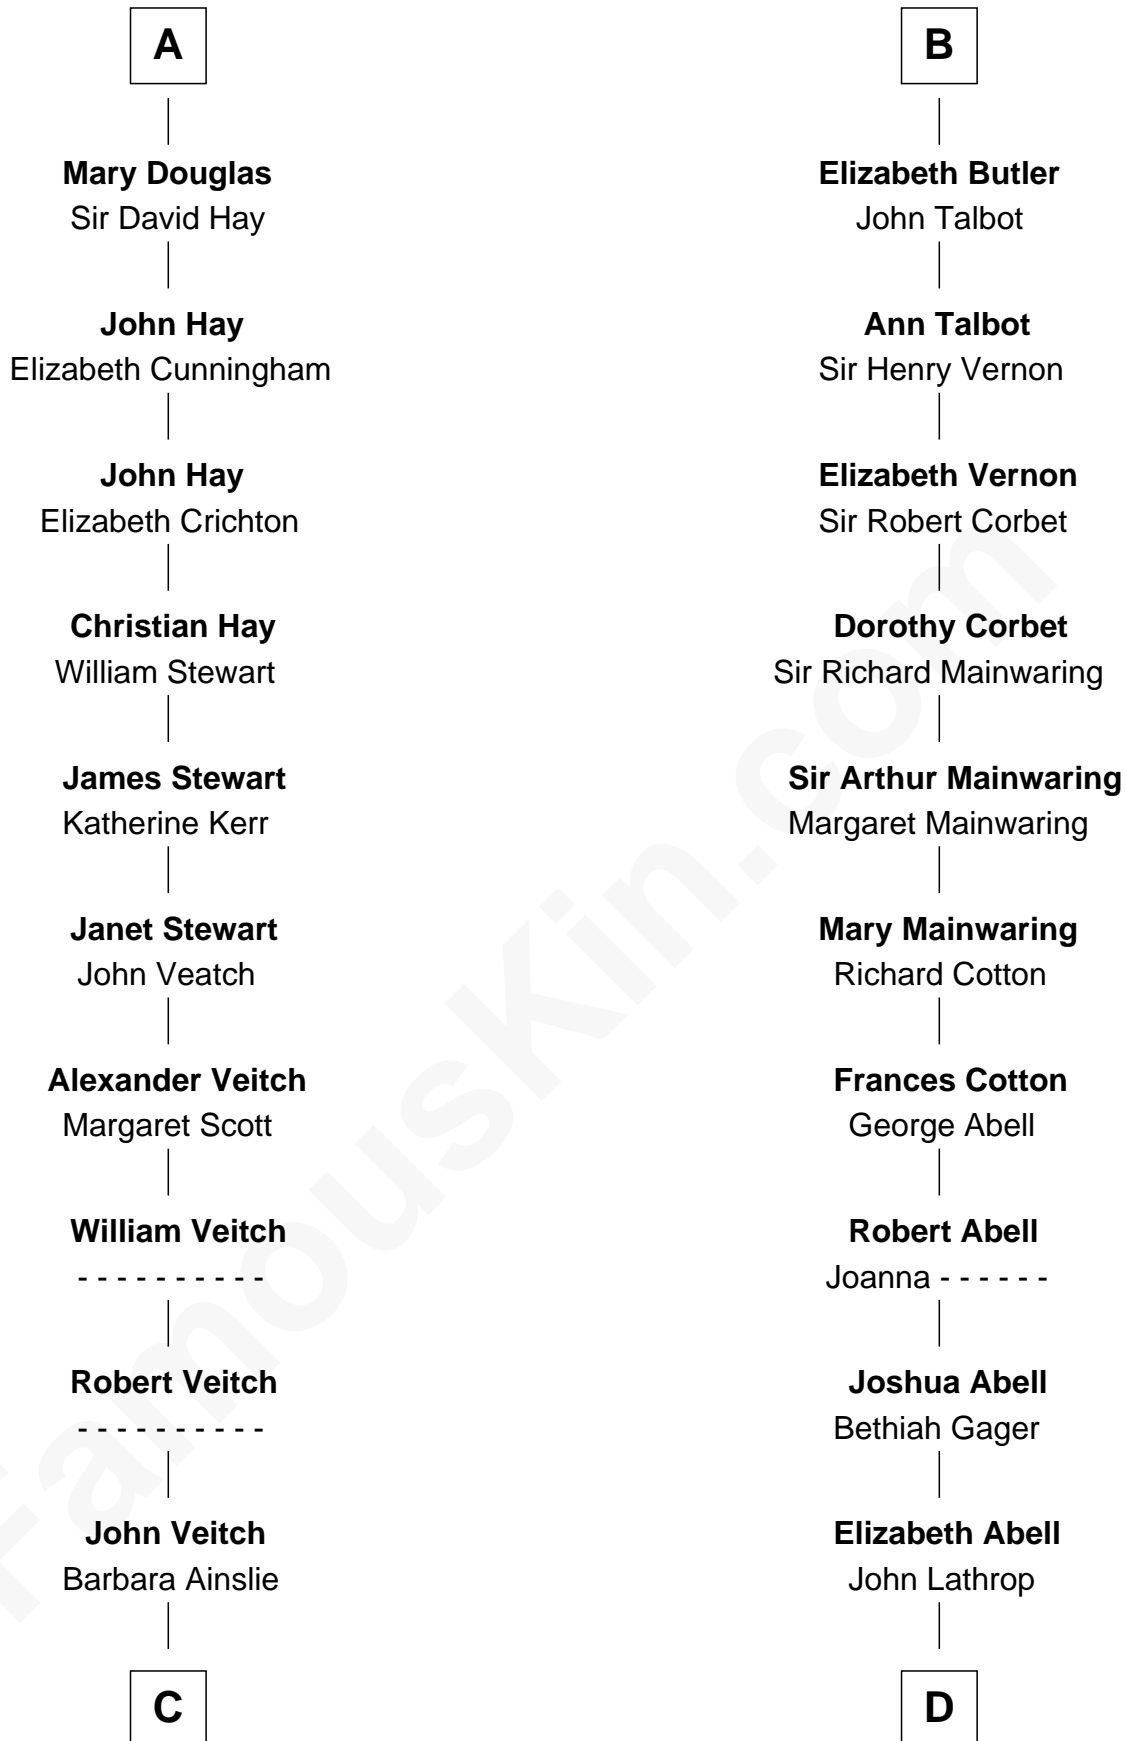 A
Mary Douglas
Sir David Hay
John Hay
Elizabeth Cunningham
John Hay
Elizabeth Crichton
Christian Hay
William Stewart
James Stewart
Katherine Kerr
Janet Stewart
John Veatch
Alexander Veitch
Margaret Scott
William Veitch
- - - - - - - - - -
Robert Veitch
- - - - - - - - - -
John Veitch
Barbara Ainslie
C
B
Elizabeth Butler
John Talbot
Ann Talbot
Sir Henry Vernon
Elizabeth Vernon
Sir Robert Corbet
Dorothy Corbet
Sir Richard Mainwaring
Sir Arthur Mainwaring
Margaret Mainwaring
Mary Mainwaring
Richard Cotton
Frances Cotton
George Abell
Robert Abell
Joanna - - - - - -
Joshua Abell
Bethiah Gager
Elizabeth Abell
John Lathrop
D
FamousKin.com